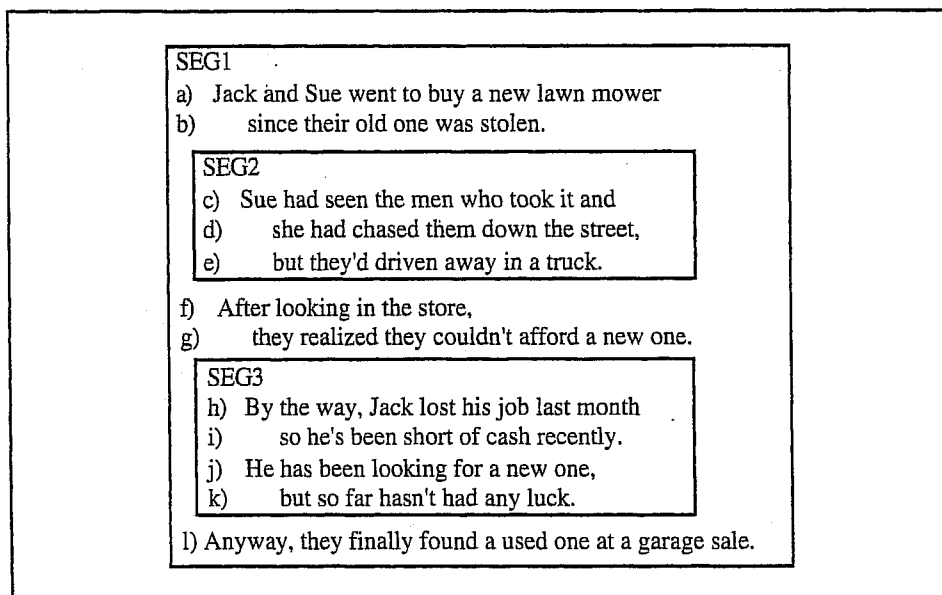 SEG1
a) Jack and Sue went to buy a new lawn mower
b) since their old one was stolen.
SEG2
c) Sue had seen the men who took it and
d) she had chased them down the street,
e) but they'd driven away in a truck.
f) After looking in the store,
g) they realized they couldn't afford a new one.
SEG3
h) By the way, Jack lost his job last month
i) so he's been short of cash recently.
j) He has been looking for a new one,
k) but so far hasn't had any luck.
l) Anyway, they finally found a used one at a garage sale.